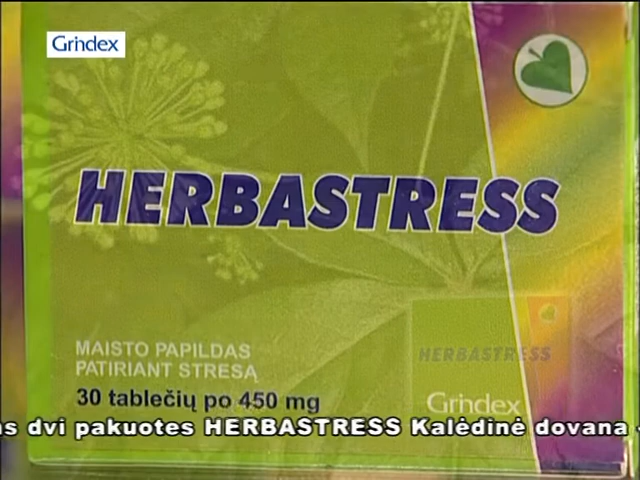 Grindex
HERBASTRESS
MAISTO PAPILDAS
PATIRIANT STRESĄ
30 tablečių po 450 mg
HERBASTRESS
Grindex
dvi pakuotes HERBASTRESS Kalėdinė dovana